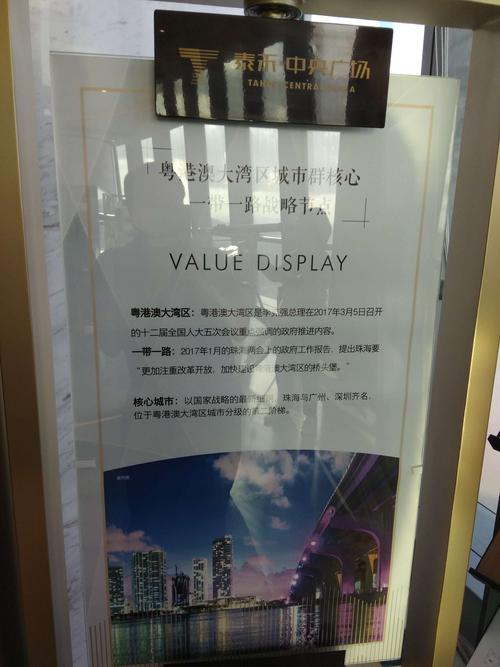 泰禾·中央广场
TAHOE CENTRAL PLAZA
粤港澳大湾区城市群核心
一带一路战略节点
VALUE DISPLAY
粤港澳大湾区：粤港澳大湾区是李克强总理在2017年3月5日召开
的十二届全国人大五次会议重点强调的政府推进内容。
一带一路：2017年1月的珠海两会上的政府工作报告，提出珠海要
“更加注重改革开放，加快建设粤港澳大湾区的桥头堡。”
核心城市：以国家战略的最新细则，珠海与广州、深圳齐名，
位于粤港澳大湾区城市分级的第二阶梯。